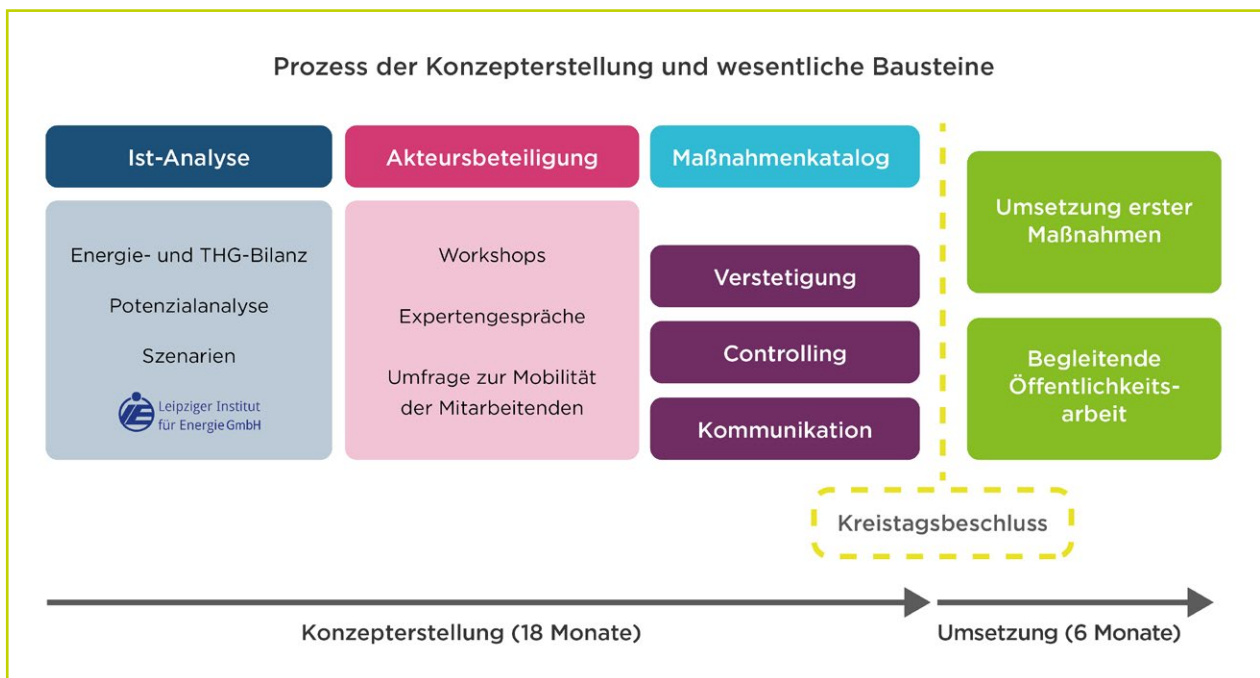 Prozess der Konzepterstellung und wesentliche Bausteine
Ist-Analyse
Energie- und THG-Bilanz
Potenzialanalyse
Szenarien
Leipziger Institut
für Energie GmbH
Akteursbeteiligung
Workshops
Expertengespräche
Umfrage zur Mobilität
der Mitarbeitenden
Maßnahmenkatalog
Verstetigung
Controlling
Kommunikation
Umsetzung erster
Maßnahmen
Begleitende
Öffentlichkeits-
arbeit
Kreistagsbeschluss
Konzepterstellung (18 Monate)
Umsetzung (6 Monate)